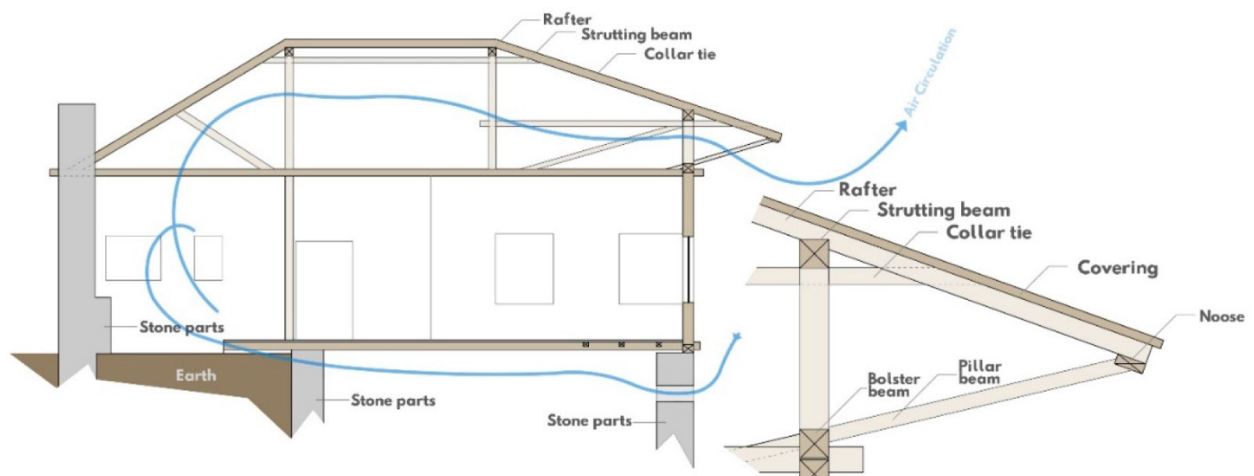 Rafter
Strutting beam
Collar tie
Air Circulation
Rafter
Strutting beam
Collar tie
Covering
Noose
Stone parts
Earth
Stone parts
Stone parts
Bolster
beam
Pillar
beam